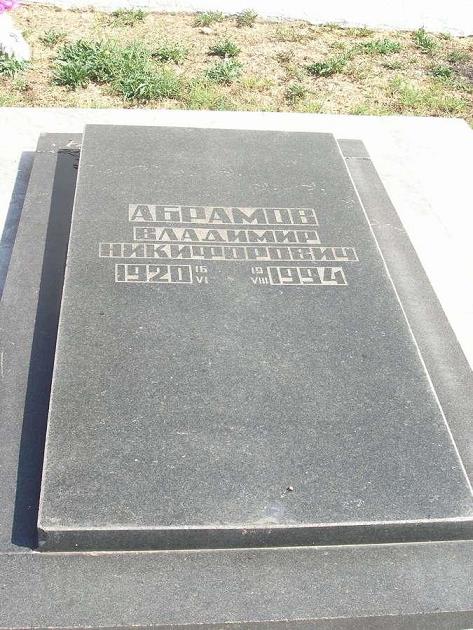 АБРАМОВ
ВЛАДИМИР
НИКИФОРОВИЧ
1920 16 VI - 19 VIII 1994